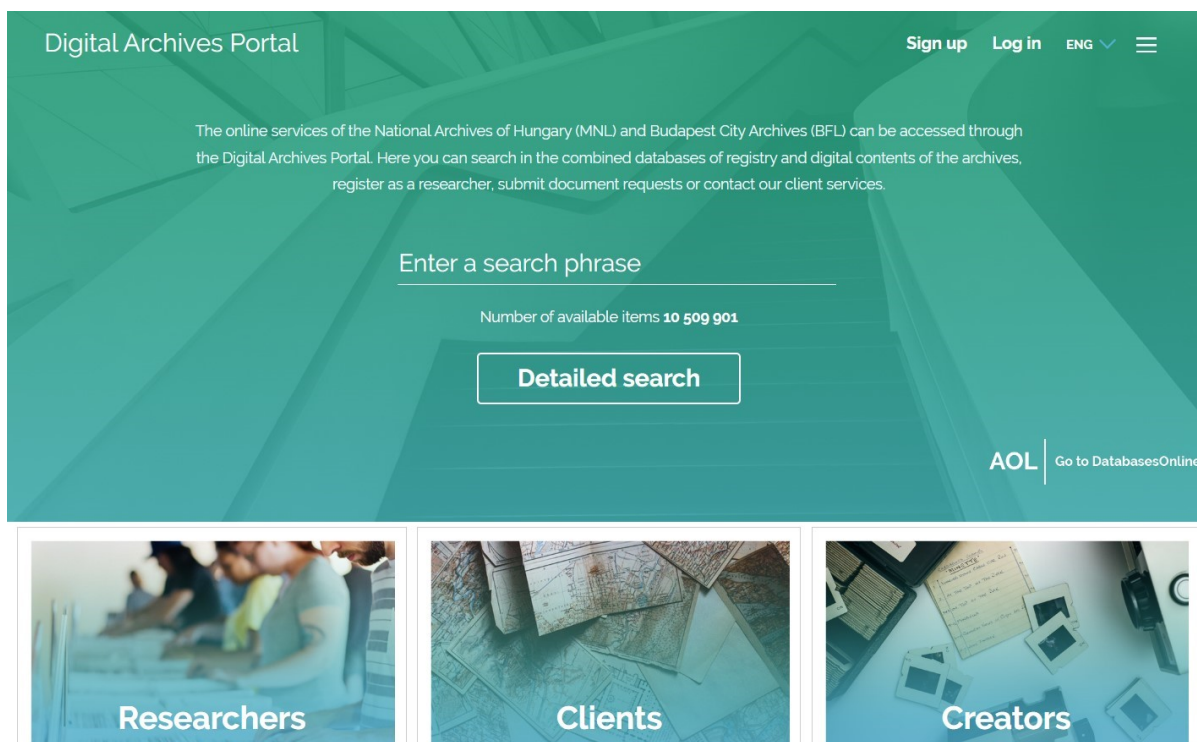 Digital Archives Portal
Sign up Log in ENG
The online services of the National Archives of Hungary (MNL) and Budapest City Archives (BFL) can be accessed through
the Digital Archives Portal. Here you can search in the combined databases of registry and digital contents of the archives,
register as a researcher, submit document requests or contact our client services.
Enter a search phrase
Number of available items 10 509 901
Detailed search
AOL Go to DatabasesOnline
Researchers
Clients
Creators